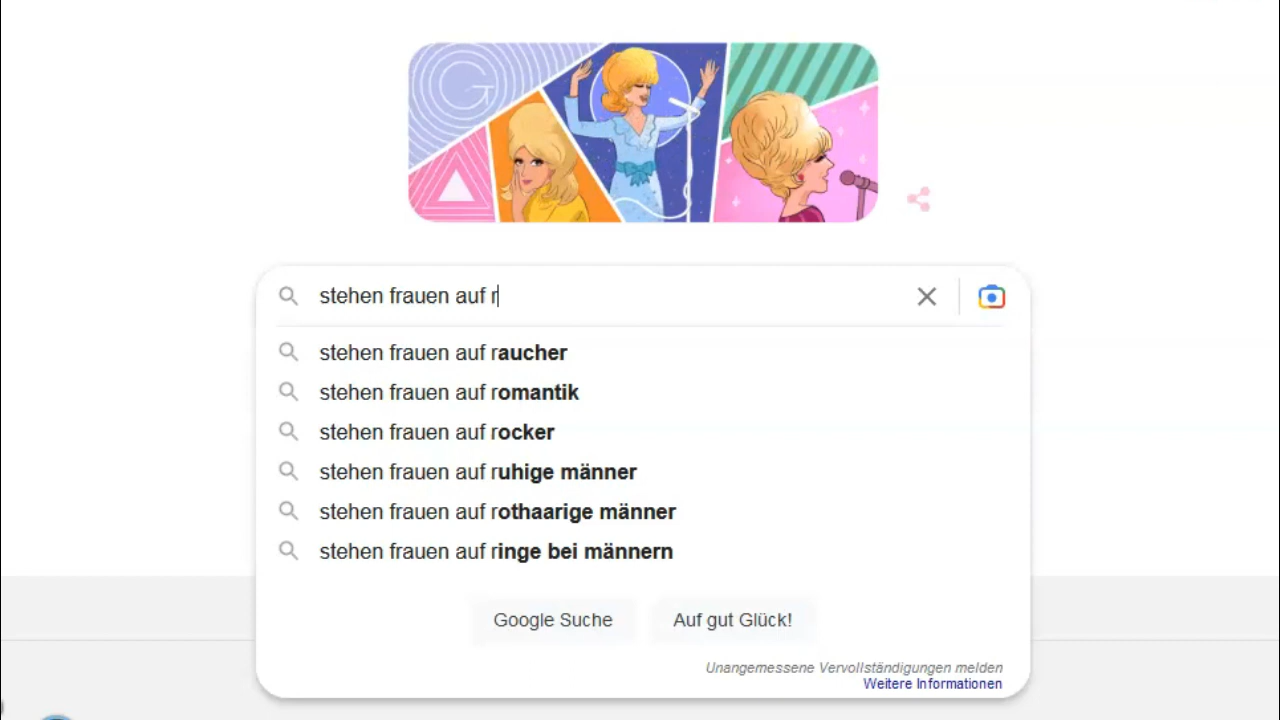 stehen frauen auf r
stehen frauen auf raucher
stehen frauen auf romantik
stehen frauen auf rocker
stehen frauen auf ruhige männer
stehen frauen auf rothaarige männer
stehen frauen auf ringe bei männern
Google Suche
Auf gut Glück!
Unangemessene Vervollständigungen melden
Weitere Informationen